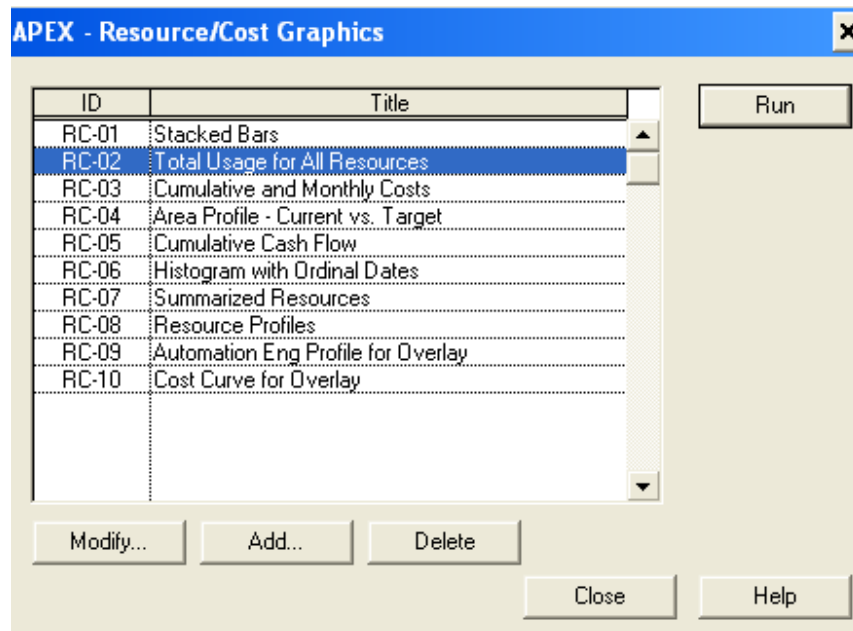 APEX - Resource/Cost Graphics
ID Title
RC-01 Stacked Bars
RC-02 Total Usage for All Resources
RC-03 Cumulative and Monthly Costs
RC-04 Area Profile - Current vs. Target
RC-05 Cumulative Cash Flow
RC-06 Histogram with Ordinal Dates
RC-07 Summarized Resources
RC-08 Resource Profiles
RC-09 Automation Eng Profile for Overlay
RC-10 Cost Curve for Overlay
Run
Modify... Add... Delete
Close Help